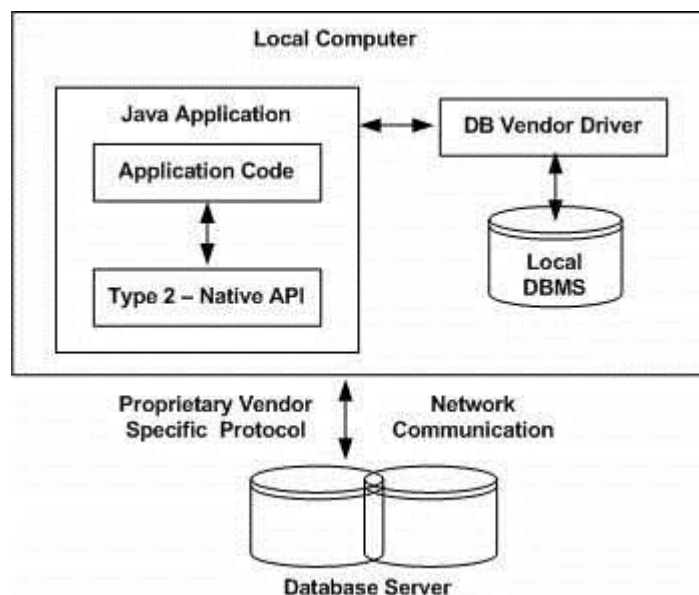 Local Computer
Java Application
DB Vendor Driver
Application Code
Type 2 – Native API
Local
DBMS
Proprietary Vendor
Specific Protocol
Network
Communication
Database Server